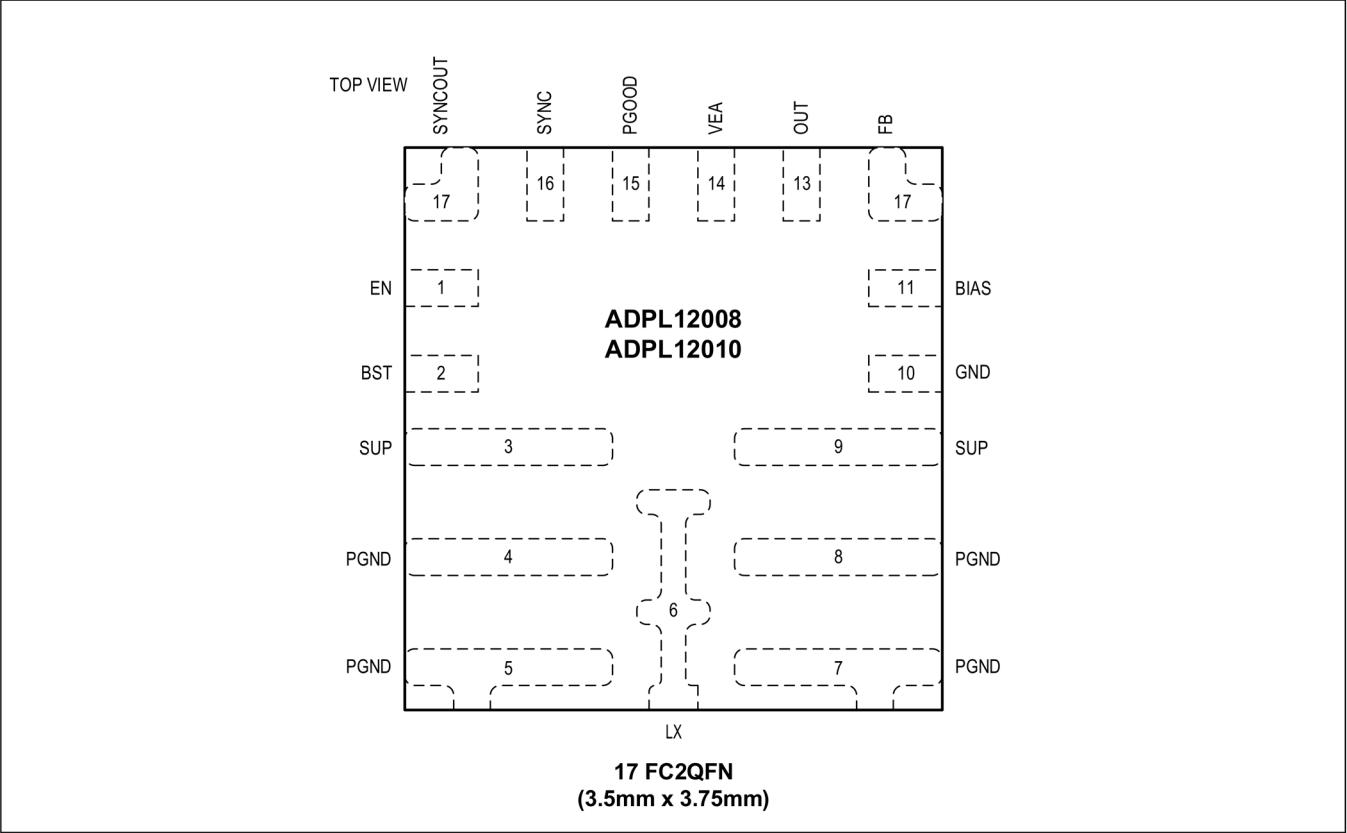 TOP VIEW
SYNCOUT
SYNC
PGOOD
VEA
OUT
FB
17
16
15
14
13
17
EN
1
11
BIAS
ADPL12008
ADPL12010
BST
2
10
GND
SUP
3
9
SUP
PGND
4
8
PGND
6
PGND
5
7
PGND
LX
17 FC2QFN
(3.5mm x 3.75mm)